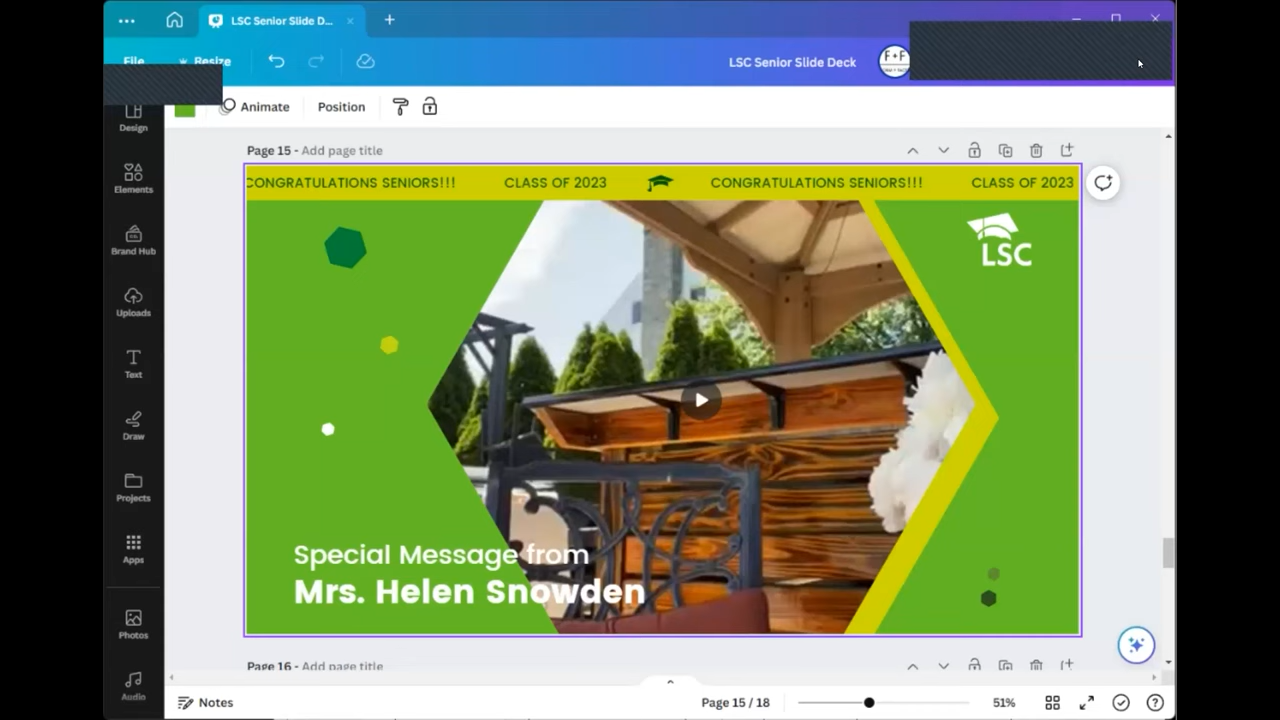 LSC Senior Slide D...
File
Resize
LSC Senior Slide Deck
F+F
Animate
Position
Design
Elements
Brand Hub
Uploads
Text
Draw
Projects
Apps
Photos
Audio
Page 15 - Add page title
CONGRATULATIONS SENIORS!!! CLASS OF 2023 CONGRATULATIONS SENIORS!!! CLASS OF 2023
LSC
Special Message from
Mrs. Helen Snowden
Page 16 - Add page title
Notes
Page 15 / 18
51%